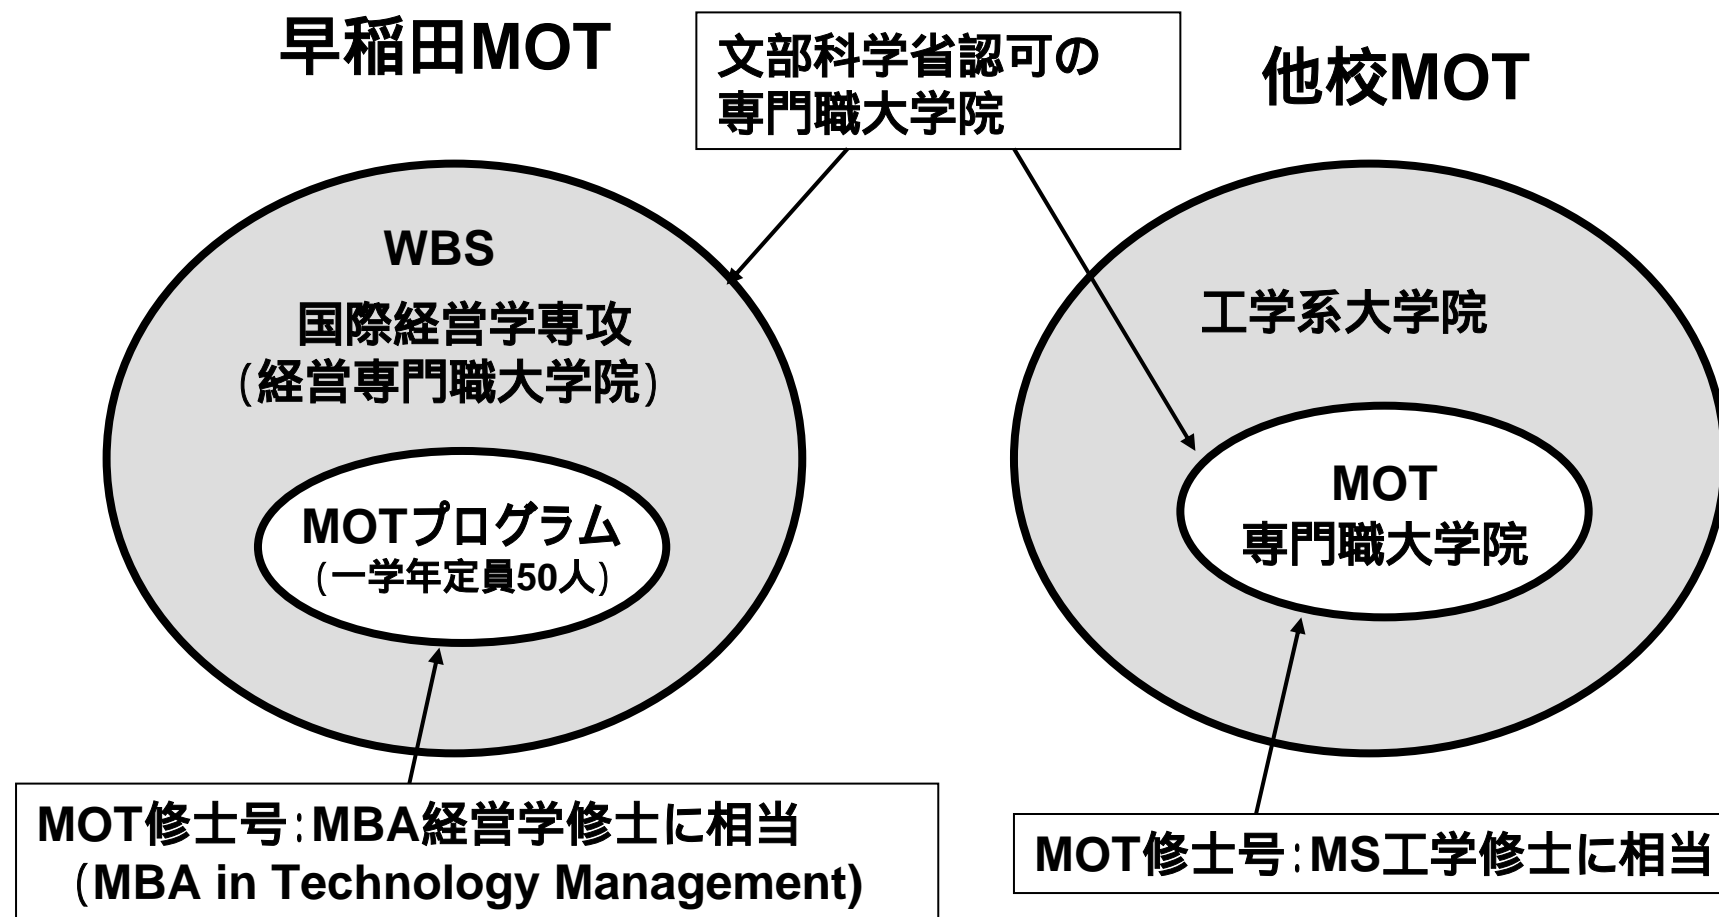 早稲田MOT
文部科学省認可の
専門職大学院
他校MOT
WBS
国際経営学専攻
（経営専門職大学院）
MOTプログラム
（一学年定員50人）
工学系大学院
MOT
専門職大学院
MOT修士号：MBA経営学修士に相当
（MBA in Technology Management)
MOT修士号：MS工学修士に相当